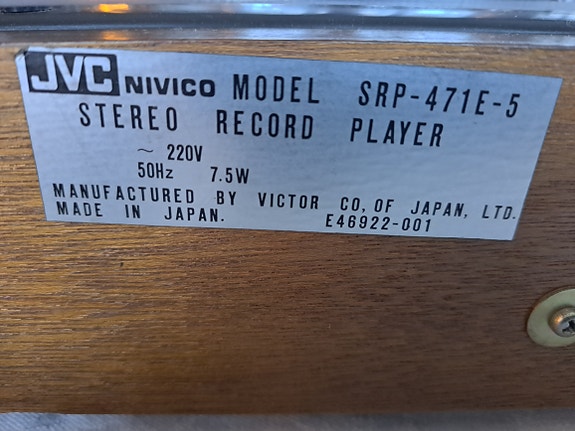 JVC NIVICO MODEL SRP-471E-5
STEREO RECORD PLAYER
~ 220V
50Hz 7.5W
MANUFACTURED BY VICTOR CO, OF JAPAN, LTD.
MADE IN JAPAN. E46922-001